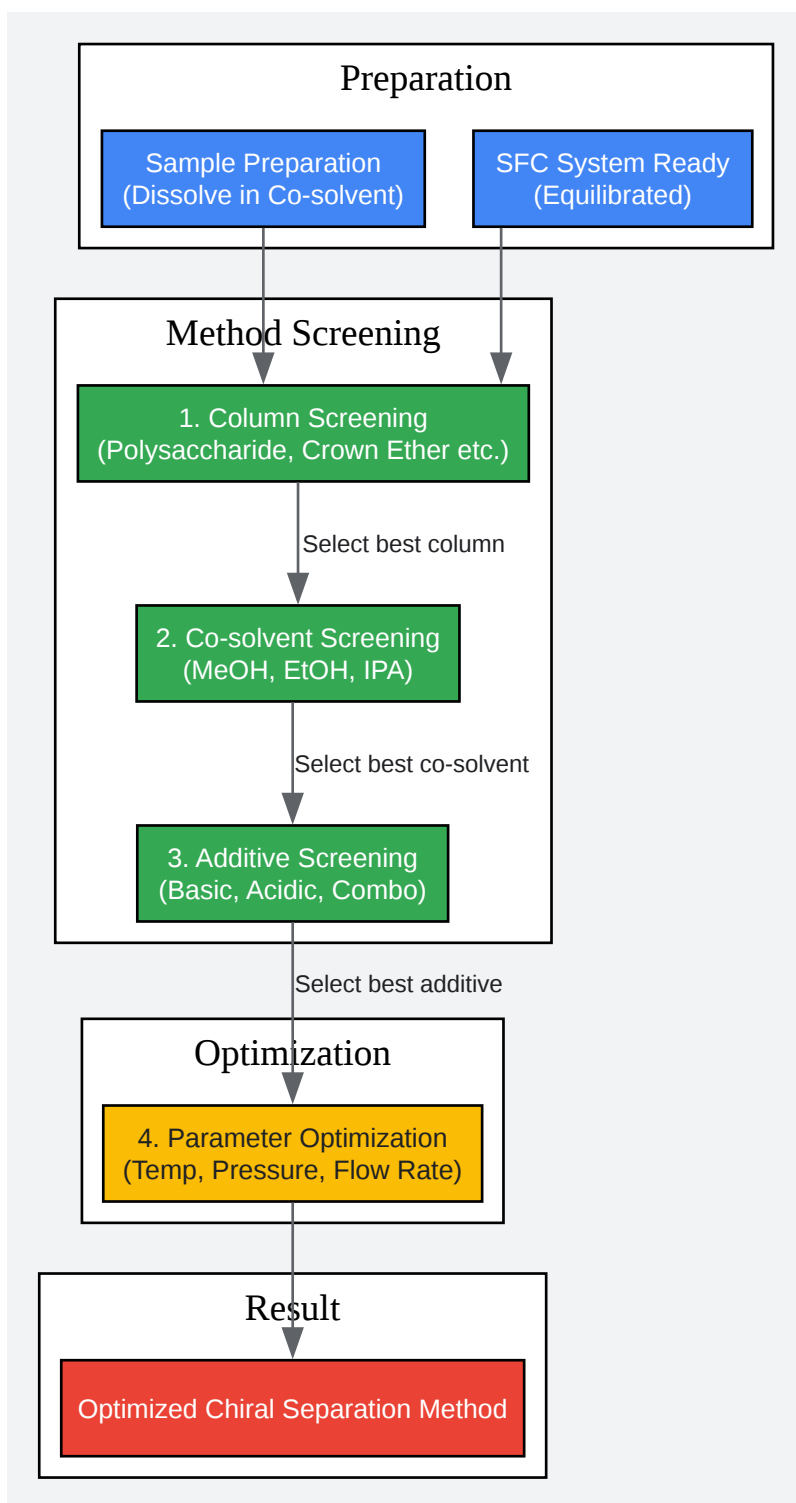 Preparation
Sample Preparation
(Dissolve in Co-solvent)
SFC System Ready
(Equilibrated)
Method Screening
1. Column Screening
(Polysaccharide, Crown Ether etc.)
Select best column
2. Co-solvent Screening
(MeOH, EtOH, IPA)
Select best co-solvent
3. Additive Screening
(Basic, Acidic, Combo)
Select best additive
Optimization
4. Parameter Optimization
(Temp, Pressure, Flow Rate)
Result
Optimized Chiral Separation Method